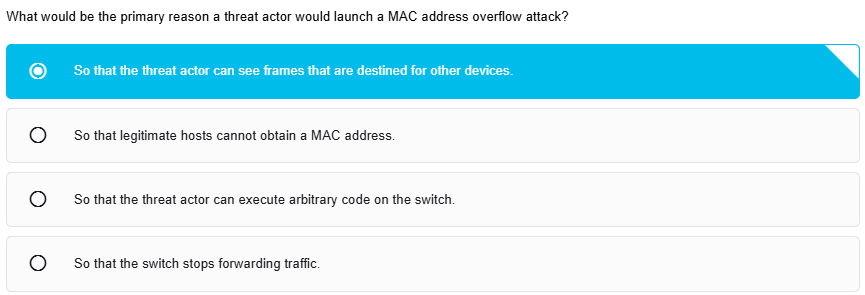 What would be the primary reason a threat actor would launch a MAC address overflow attack?
So that the threat actor can see frames that are destined for other devices.
So that legitimate hosts cannot obtain a MAC address.
So that the threat actor can execute arbitrary code on the switch.
So that the switch stops forwarding traffic.